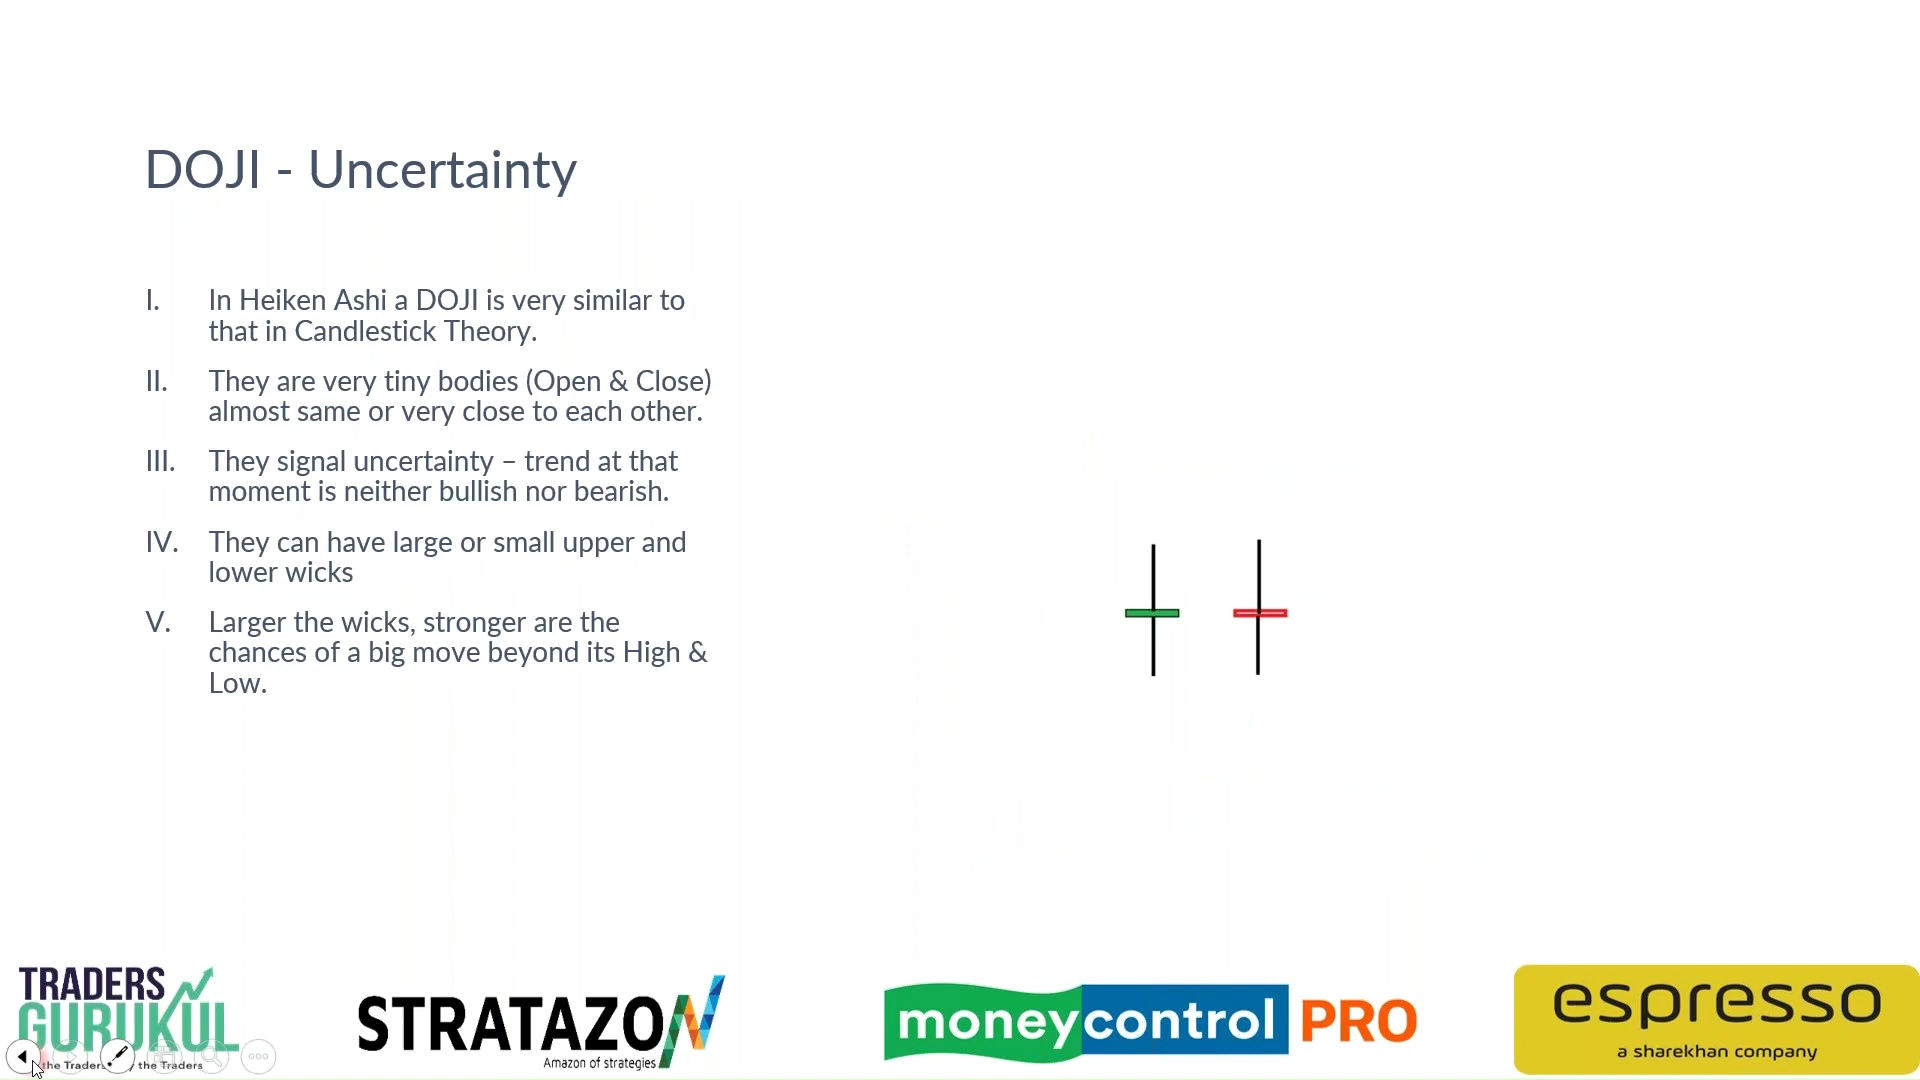 DOJI - Uncertainty
I. In Heiken Ashi a DOJI is very similar to
that in Candlestick Theory.
II. They are very tiny bodies (Open & Close)
almost same or very close to each other.
III. They signal uncertainty – trend at that
moment is neither bullish nor bearish.
IV. They can have large or small upper and
lower wicks
V. Larger the wicks, stronger are the
chances of a big move beyond its High &
Low.
TRADERS
GURUKUL
the Traders the Traders
STRATAZON
Amazon of strategies
moneycontrol PRO
espresso
a sharekhan company